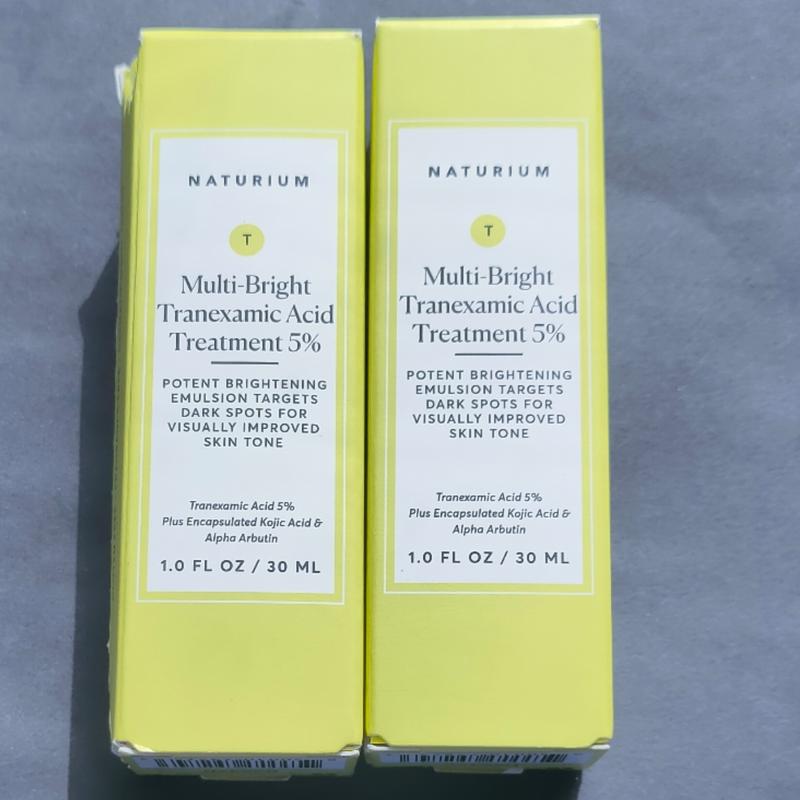 NATURIUM
T
Multi-Bright
Tranexamic Acid
Treatment 5%
POTENT BRIGHTENING
EMULSION TARGETS
DARK SPOTS FOR
VISUALLY IMPROVED
SKIN TONE
Tranexamic Acid 5%
Plus Encapsulated Kojic Acid &
Alpha Arbutin
1.0 FL OZ / 30 ML
NATURIUM
T
Multi-Bright
Tranexamic Acid
Treatment 5%
POTENT BRIGHTENING
EMULSION TARGETS
DARK SPOTS FOR
VISUALLY IMPROVED
SKIN TONE
Tranexamic Acid 5%
Plus Encapsulated Kojic Acid &
Alpha Arbutin
1.0 FL OZ / 30 ML